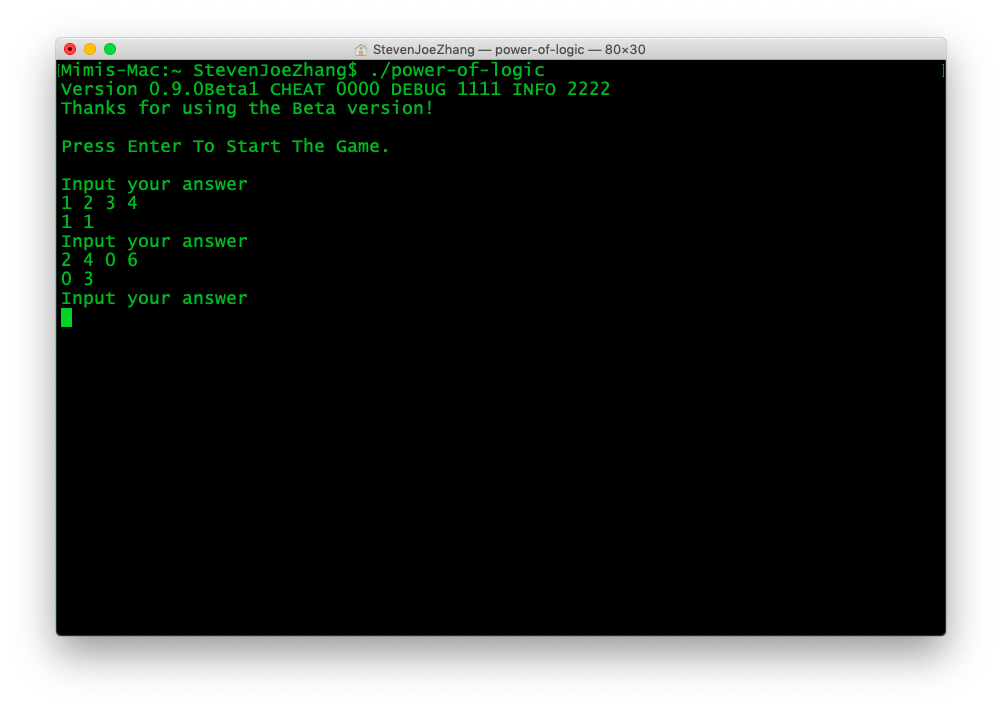 StevenJoeZhang — power-of-logic — 80×30
[Mimis-Mac:~ StevenJoeZhang$ ./power-of-logic ]
Version 0.9.0Beta1 CHEAT 0000 DEBUG 1111 INFO 2222
Thanks for using the Beta version!
Press Enter To Start The Game.
Input your answer
1 2 3 4
1 1
Input your answer
2 4 0 6
0 3
Input your answer